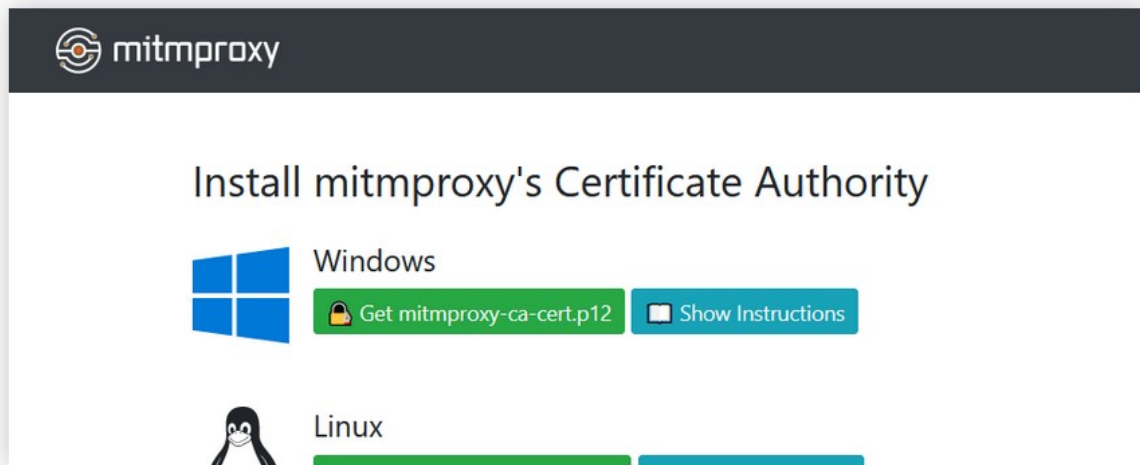 mitmproxy
Install mitmproxy's Certificate Authority
Windows
Get mitmproxy-ca-cert.p12 Show Instructions
Linux